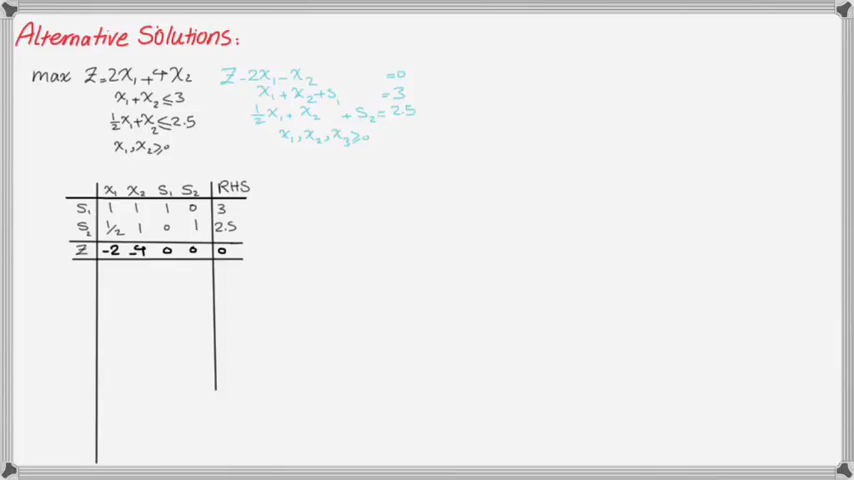 Alternative Solutions:
max Z=2x₁+4x₂
x₁+x₂≤3
½x₁+x₂≤2.5
x₁,x₂≥0
Z-2x₁-x₂ =0
x₁+x₂+s₁ =3
½x₁+x₂ +s₂=2.5
x₁,x₂,x₃≥0
x₁ x₂ s₁ s₂ RHS
s₁ 1 1 1 0 3
s₂ 1/2 1 0 1 2.5
Z -2 -4 0 0 0